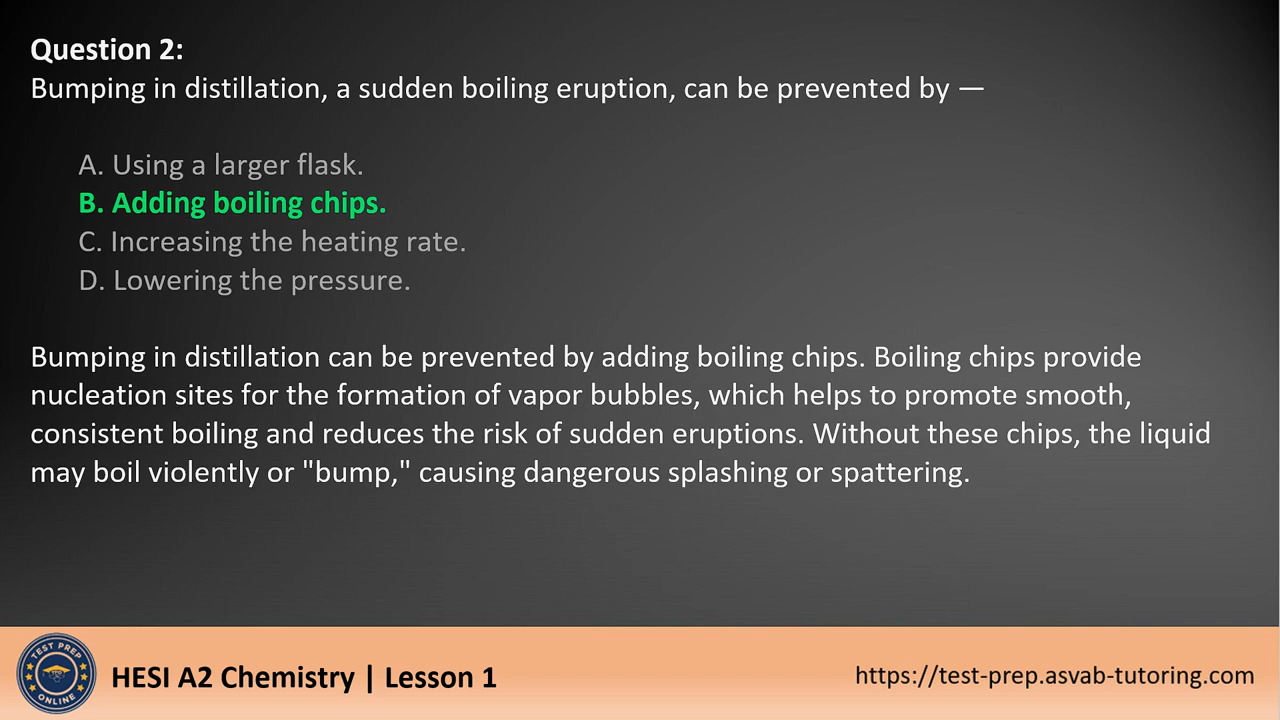 Question 2:
Bumping in distillation, a sudden boiling eruption, can be prevented by —
A. Using a larger flask.
B. Adding boiling chips.
C. Increasing the heating rate.
D. Lowering the pressure.
Bumping in distillation can be prevented by adding boiling chips. Boiling chips provide
nucleation sites for the formation of vapor bubbles, which helps to promote smooth,
consistent boiling and reduces the risk of sudden eruptions. Without these chips, the liquid
may boil violently or "bump," causing dangerous splashing or spattering.
TEST PREP
ONLINE
HESI A2 Chemistry | Lesson 1
https://test-prep.asvab-tutoring.com